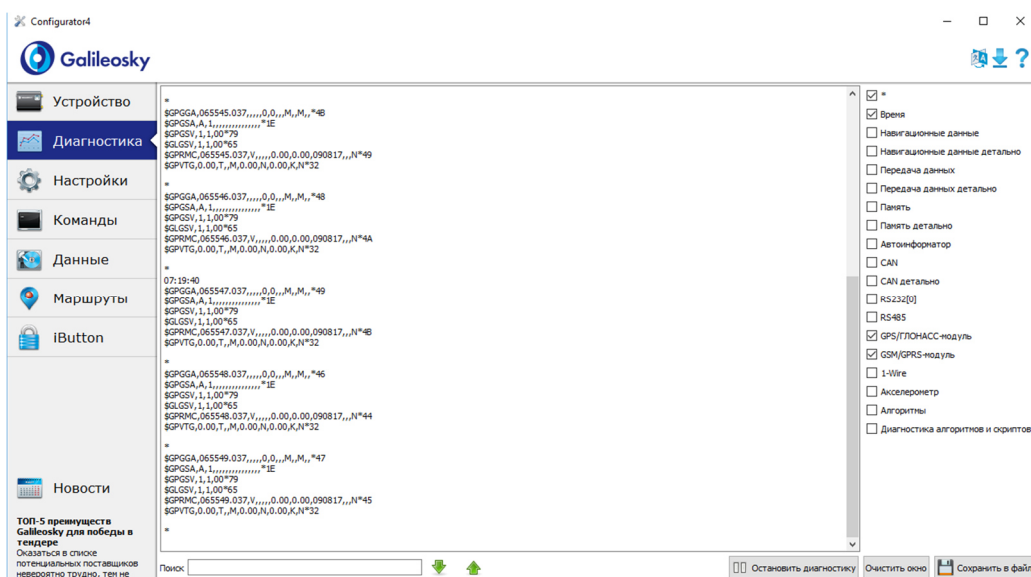 Configurator4
Galileosky
Устройство
Диагностика
Настройки
Команды
Данные
Маршруты
iButton
Новости
ТОП-5 преимуществ
Galileosky для победы в
тендере
Оказаться в списке
потенциальных поставщиков
невероятно трудно, тем не
*
$GPGGA,065545.037,,,,,0,0,,,M,,M,,*4B
$GPGSA,A,1,,,,,,,,,,,,,,,*1E
$GPGSV,1,1,00*79
$GLGSV,1,1,00*65
$GPRMC,065545.037,V,,,,,0.00,0.00,090817,,,N*49
$GPVTG,0.00,T,,M,0.00,N,0.00,K,N*32
*
$GPGGA,065546.037,,,,,0,0,,,M,,M,,*48
$GPGSA,A,1,,,,,,,,,,,,,,,*1E
$GPGSV,1,1,00*79
$GLGSV,1,1,00*65
$GPRMC,065546.037,V,,,,,0.00,0.00,090817,,,N*4A
$GPVTG,0.00,T,,M,0.00,N,0.00,K,N*32
*
07:19:40
$GPGGA,065547.037,,,,,0,0,,,M,,M,,*49
$GPGSA,A,1,,,,,,,,,,,,,,,*1E
$GPGSV,1,1,00*79
$GLGSV,1,1,00*65
$GPRMC,065547.037,V,,,,,0.00,0.00,090817,,,N*4B
$GPVTG,0.00,T,,M,0.00,N,0.00,K,N*32
*
$GPGGA,065548.037,,,,,0,0,,,M,,M,,*46
$GPGSA,A,1,,,,,,,,,,,,,,,*1E
$GPGSV,1,1,00*79
$GLGSV,1,1,00*65
$GPRMC,065548.037,V,,,,,0.00,0.00,090817,,,N*44
$GPVTG,0.00,T,,M,0.00,N,0.00,K,N*32
*
$GPGGA,065549.037,,,,,0,0,,,M,,M,,*47
$GPGSA,A,1,,,,,,,,,,,,,,,*1E
$GPGSV,1,1,00*79
$GLGSV,1,1,00*65
$GPRMC,065549.037,V,,,,,0.00,0.00,090817,,,N*45
$GPVTG,0.00,T,,M,0.00,N,0.00,K,N*32
*
*
Время
Навигационные данные
Навигационные данные детально
Передача данных
Передача данных детально
Память
Память детально
Автоинформатор
CAN
CAN детально
RS232[0]
RS485
GPS/ГЛОНАСС-модуль
GSM/GPRS-модуль
1-Wire
Акселерометр
Алгоритмы
Диагностика алгоритмов и скриптов
Поиск
Остановить диагностику
Очистить окно
Сохранить в файл